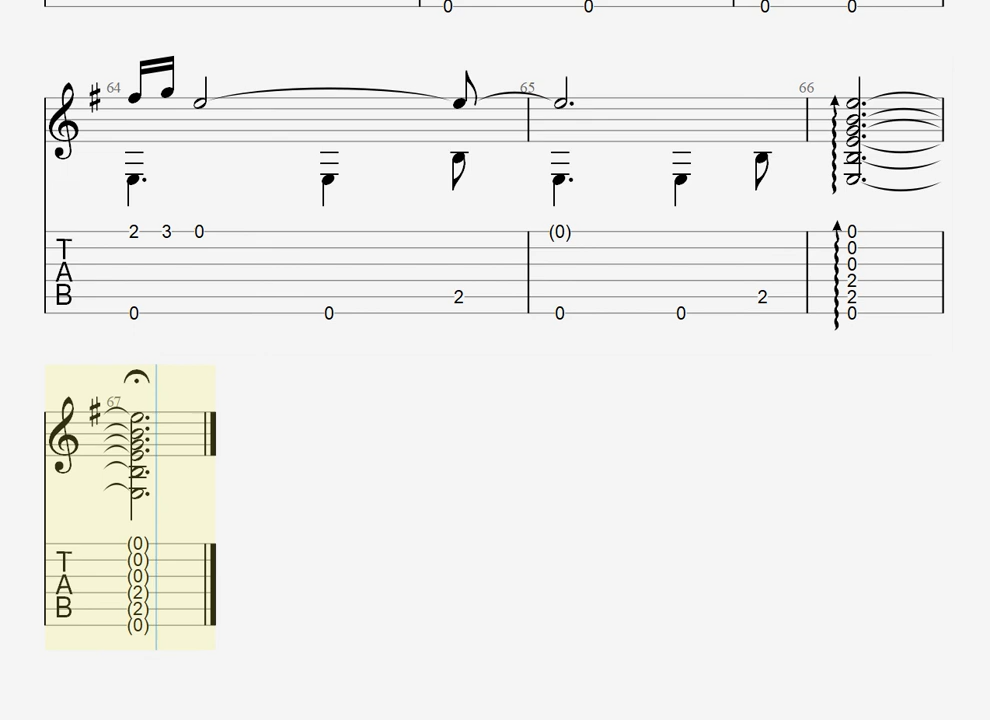 0 0 0 0
64 65 66
2 3 0 (0) 0
T 0
A 0
2
B 2 2 2
0 0 0 0 0
67
(0)
T (0)
(0)
A (2)
B (2)
(0)